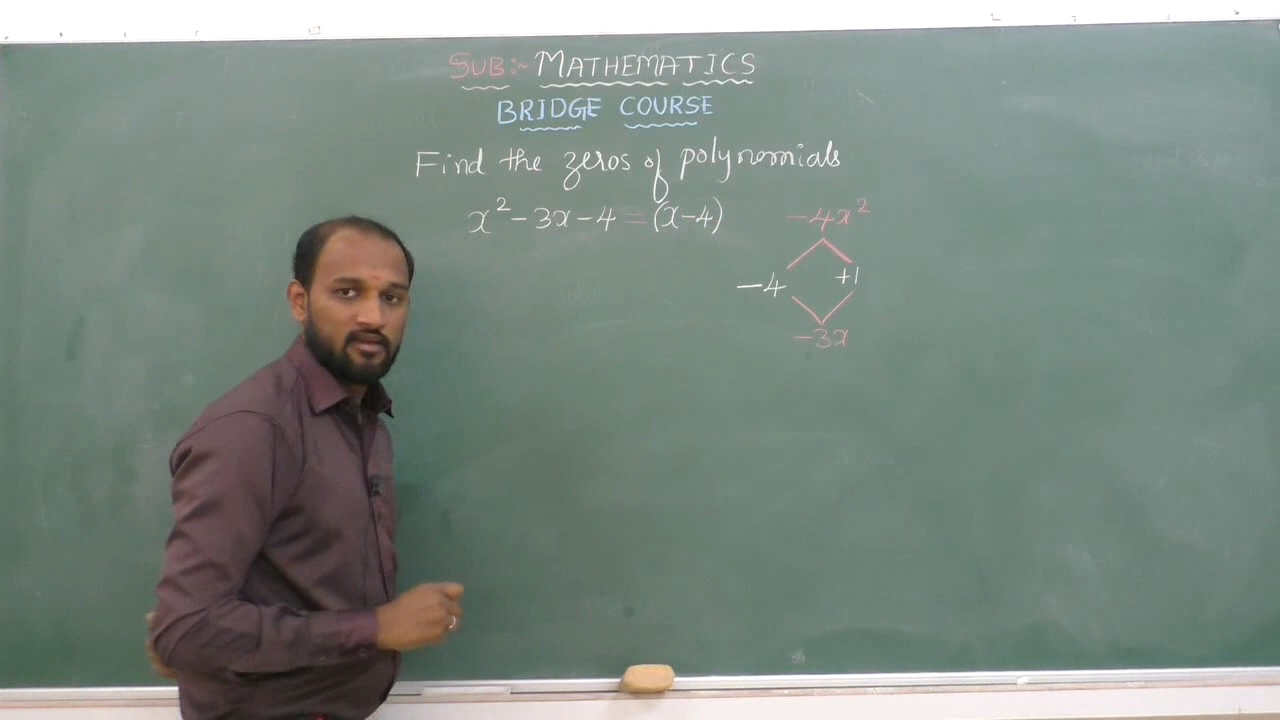 SUB:- MATHEMATICS
BRIDGE COURSE
Find the zeros of polynomials
x² - 3x - 4 = (x-4)
-4x²
-4 +1
-3x